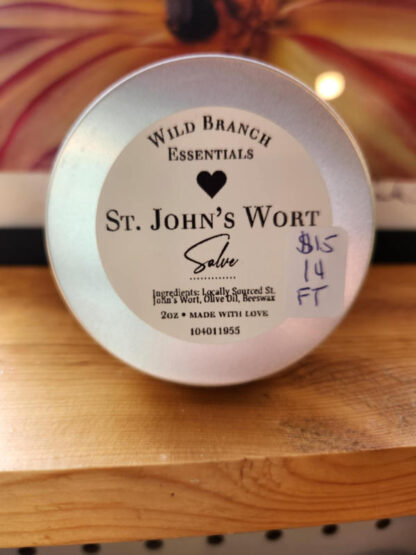 WILD BRANCH
ESSENTIALS
ST. JOHN'S WORT
Salve
Ingredients: Locally Sourced St.
John's Wort, Olive Oil, Beeswax
2oz • MADE WITH LOVE
104011955
$15
14
FT